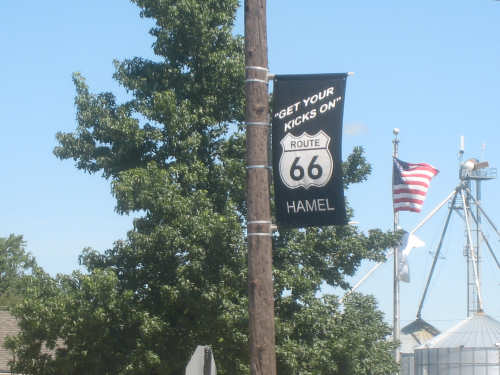 "GET YOUR
KICKS ON"
ROUTE
66
HAMEL